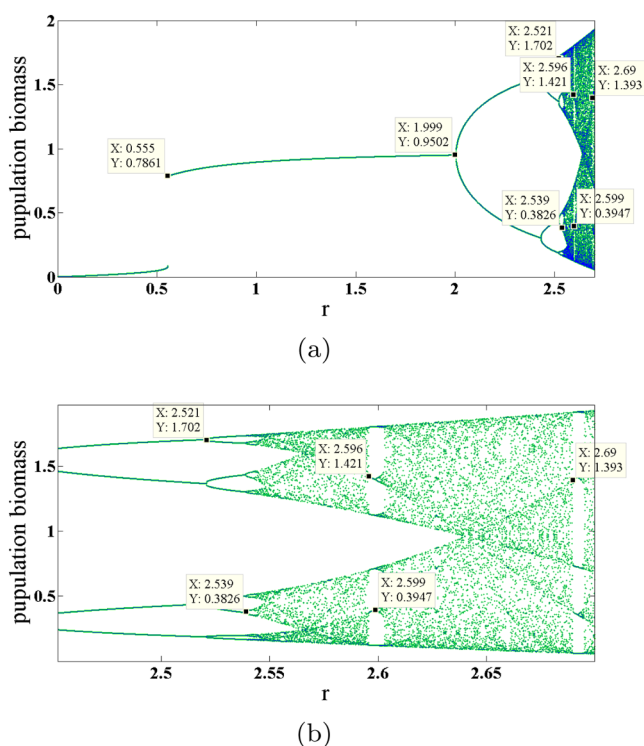 2
1.5
1
0.5
0
pupulation biomass
X: 2.521
Y: 1.702
X: 2.596
Y: 1.421
X: 2.69
Y: 1.393
X: 0.555
Y: 0.7861
X: 1.999
Y: 0.9502
X: 2.539
Y: 0.3826
X: 2.599
Y: 0.3947
0 0.5 1 1.5 2 2.5
r
(a)
1.5
1
0.5
pupulation biomass
X: 2.521
Y: 1.702
X: 2.596
Y: 1.421
X: 2.69
Y: 1.393
X: 2.539
Y: 0.3826
X: 2.599
Y: 0.3947
2.5 2.55 2.6 2.65
r
(b)